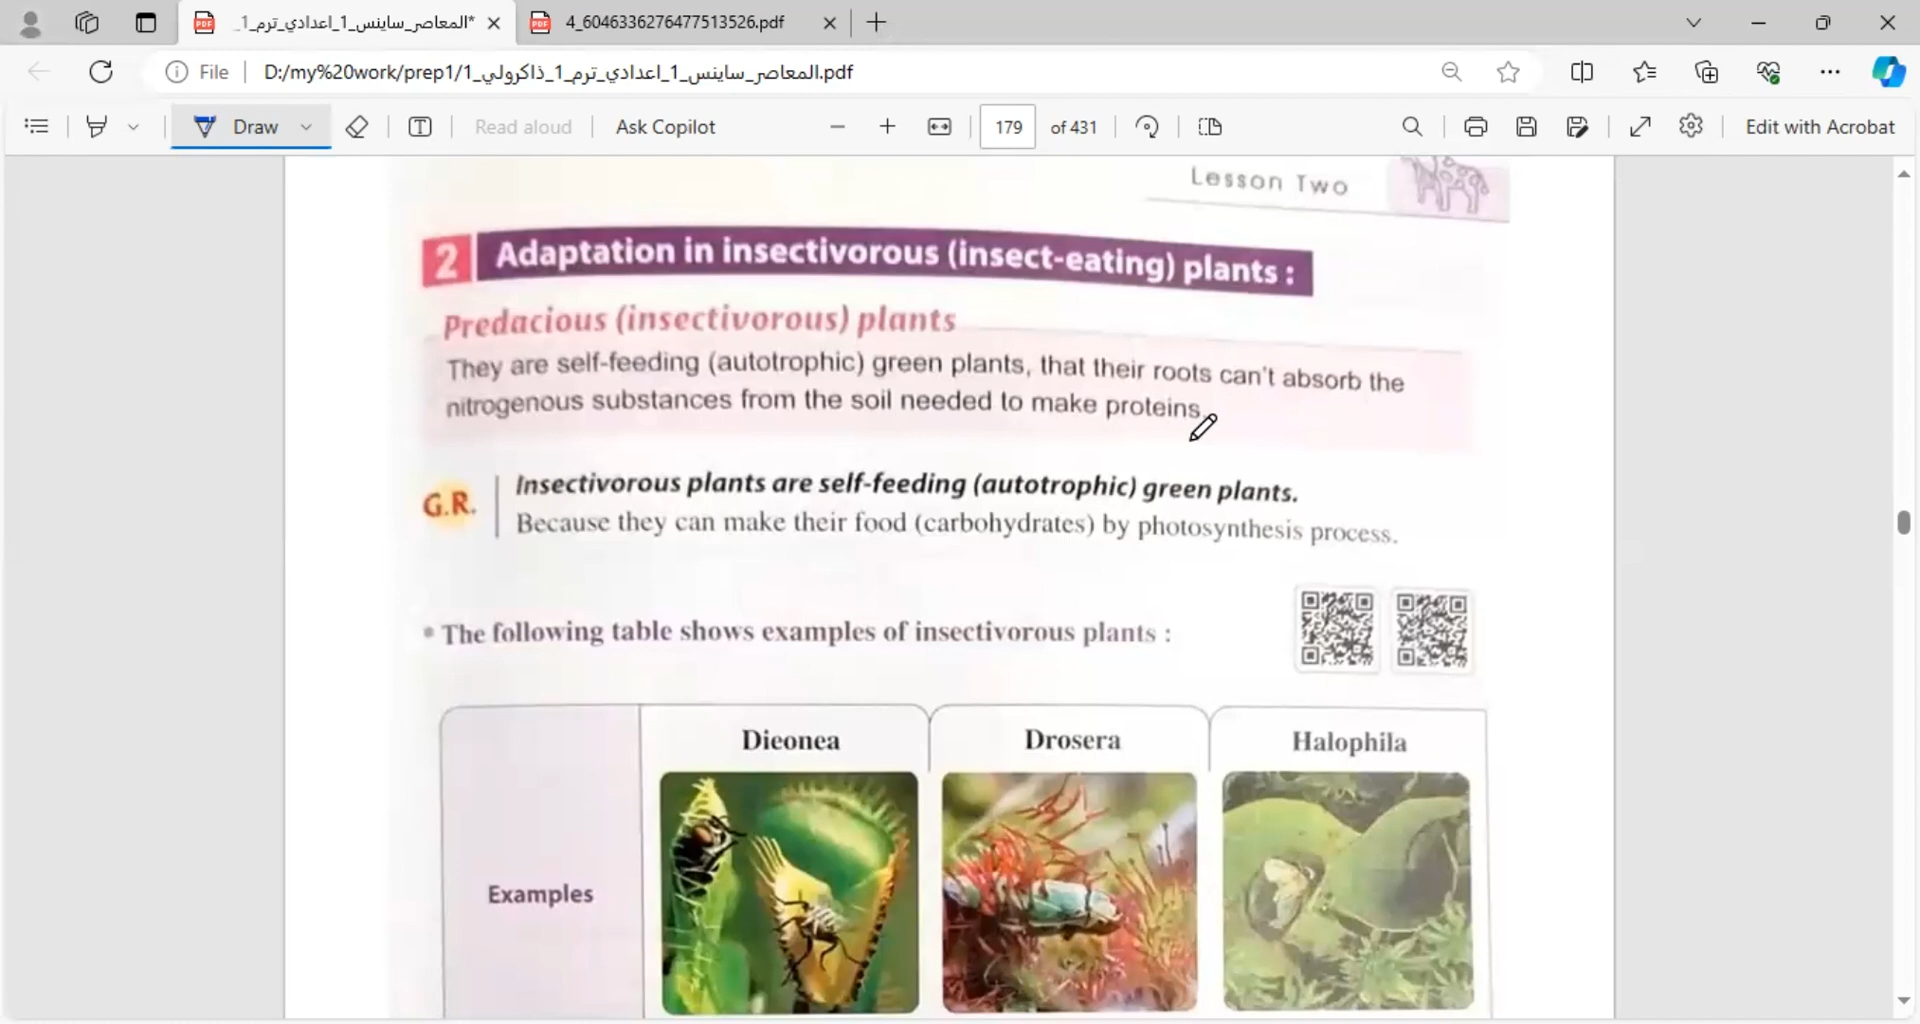 المعاصر_ساينس_1_اعدادي_ترم_1_*
4_6046336276477513526.pdf
File
D:/my%20work/prep1/المعاصر_ساينس_1_اعدادي_ترم_1_ذاكرولي_1.pdf
Draw
Read aloud
Ask Copilot
179
of 431
Edit with Acrobat
Lesson Two
2 Adaptation in insectivorous (insect-eating) plants :
Predacious (insectivorous) plants
They are self-feeding (autotrophic) green plants, that their roots can't absorb the
nitrogenous substances from the soil needed to make proteins.
G.R.
Insectivorous plants are self-feeding (autotrophic) green plants.
Because they can make their food (carbohydrates) by photosynthesis process.
• The following table shows examples of insectivorous plants :
Dieonea
Drosera
Halophila
Examples